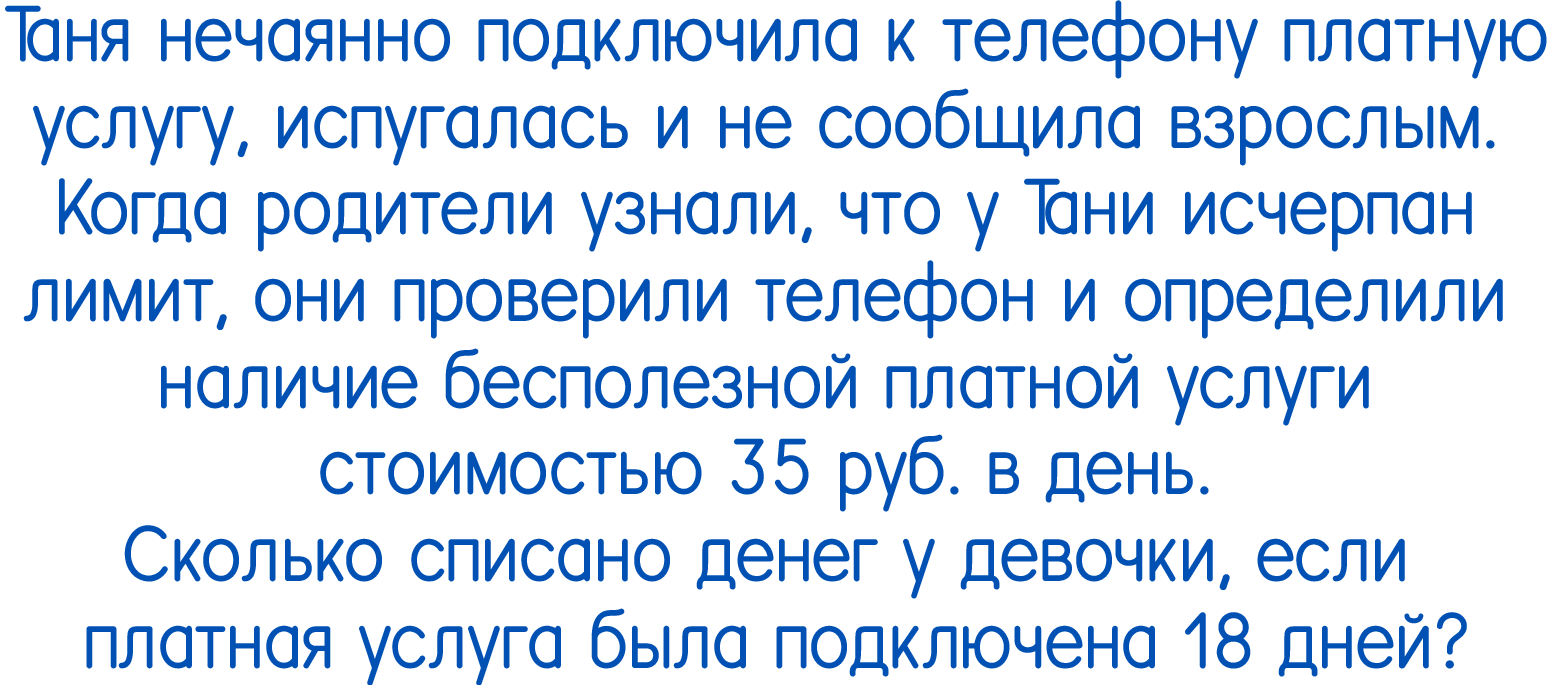 Таня нечаянно подключила к телефону платную
услугу, испугалась и не сообщила взрослым.
Когда родители узнали, что у Тани исчерпан
лимит, они проверили телефон и определили
наличие бесполезной платной услуги
стоимостью 35 руб. в день.
Сколько списано денег у девочки, если
платная услуга была подключена 18 дней?